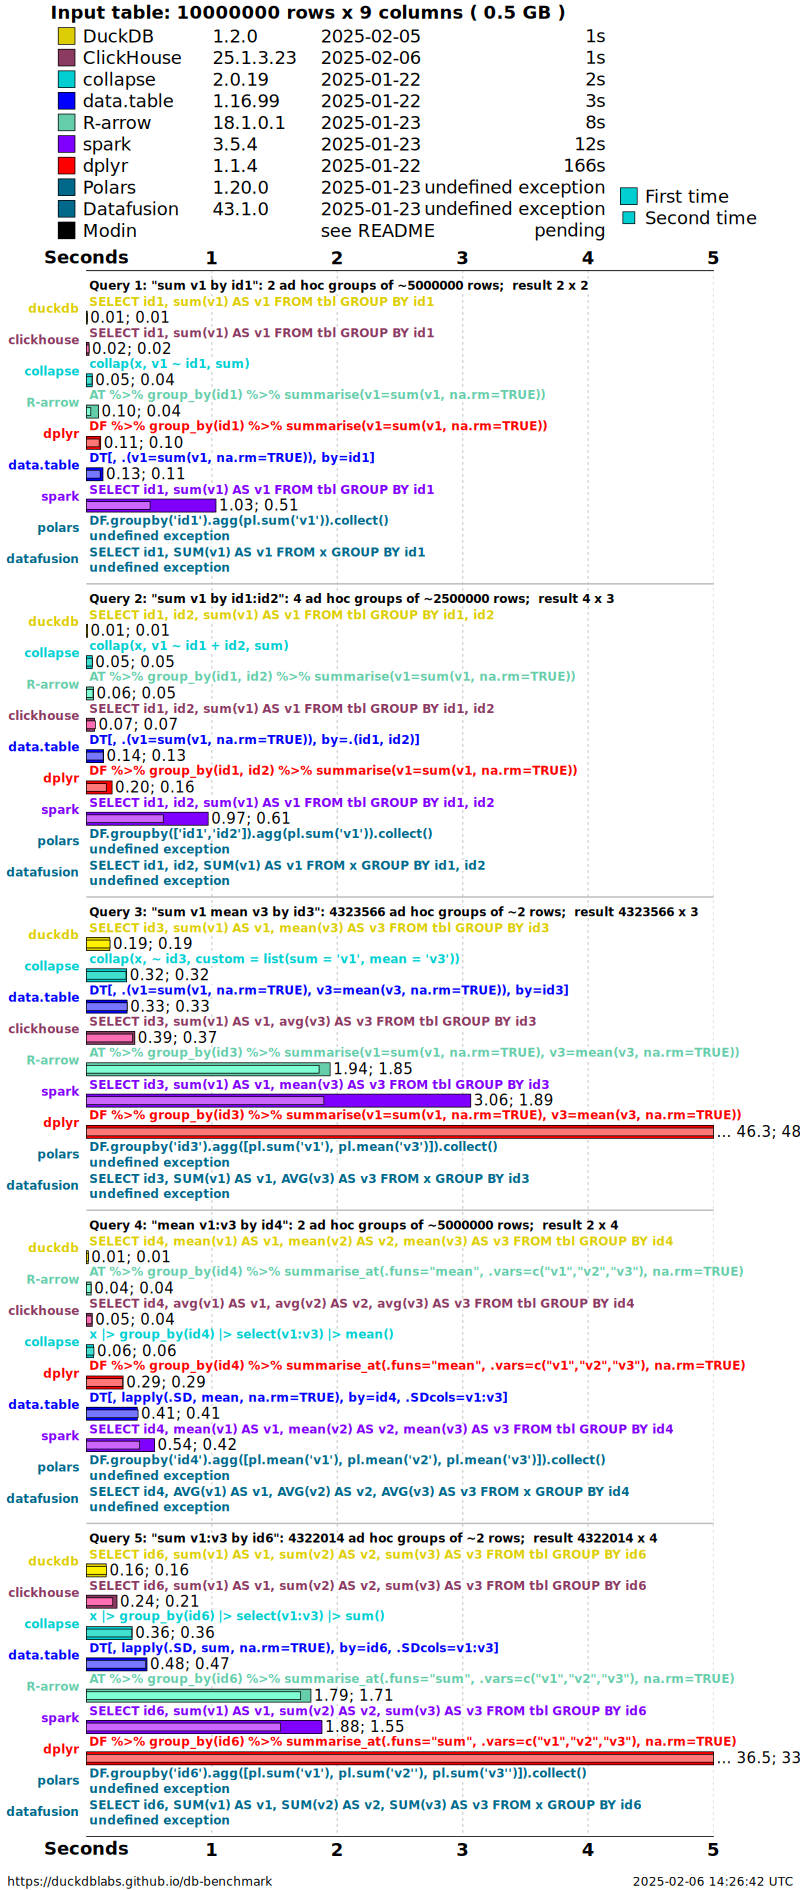 Input table: 10000000 rows x 9 columns ( 0.5 GB )
DuckDB 1.2.0 2025-02-05 1s
ClickHouse 25.1.3.23 2025-02-06 1s
collapse 2.0.19 2025-01-22 2s
data.table 1.16.99 2025-01-22 3s
R-arrow 18.1.0.1 2025-01-23 8s
spark 3.5.4 2025-01-23 12s
dplyr 1.1.4 2025-01-22 166s
Polars 1.20.0 2025-01-23 undefined exception
Datafusion 43.1.0 2025-01-23 undefined exception
Modin see README pending
First time
Second time
Seconds 1 2 3 4 5
Query 1: "sum v1 by id1": 2 ad hoc groups of ~5000000 rows; result 2 x 2
SELECT id1, sum(v1) AS v1 FROM tbl GROUP BY id1
duckdb
0.01; 0.01
SELECT id1, sum(v1) AS v1 FROM tbl GROUP BY id1
clickhouse
0.02; 0.02
collap(x, v1 ~ id1, sum)
collapse
0.05; 0.04
AT %>% group_by(id1) %>% summarise(v1=sum(v1, na.rm=TRUE))
R-arrow
0.10; 0.04
DF %>% group_by(id1) %>% summarise(v1=sum(v1, na.rm=TRUE))
dplyr
0.11; 0.10
DT[, .(v1=sum(v1, na.rm=TRUE)), by=id1]
data.table
0.13; 0.11
SELECT id1, sum(v1) AS v1 FROM tbl GROUP BY id1
spark
1.03; 0.51
DF.groupby('id1').agg(pl.sum('v1')).collect()
polars
undefined exception
SELECT id1, SUM(v1) AS v1 FROM x GROUP BY id1
datafusion
undefined exception
Query 2: "sum v1 by id1:id2": 4 ad hoc groups of ~2500000 rows; result 4 x 3
SELECT id1, id2, sum(v1) AS v1 FROM tbl GROUP BY id1, id2
duckdb
0.01; 0.01
collap(x, v1 ~ id1 + id2, sum)
collapse
0.05; 0.05
AT %>% group_by(id1, id2) %>% summarise(v1=sum(v1, na.rm=TRUE))
R-arrow
0.06; 0.05
SELECT id1, id2, sum(v1) AS v1 FROM tbl GROUP BY id1, id2
clickhouse
0.07; 0.07
DT[, .(v1=sum(v1, na.rm=TRUE)), by=.(id1, id2)]
data.table
0.14; 0.13
DF %>% group_by(id1, id2) %>% summarise(v1=sum(v1, na.rm=TRUE))
dplyr
0.20; 0.16
SELECT id1, id2, sum(v1) AS v1 FROM tbl GROUP BY id1, id2
spark
0.97; 0.61
DF.groupby(['id1','id2']).agg(pl.sum('v1')).collect()
polars
undefined exception
SELECT id1, id2, SUM(v1) AS v1 FROM x GROUP BY id1, id2
datafusion
undefined exception
Query 3: "sum v1 mean v3 by id3": 4323566 ad hoc groups of ~2 rows; result 4323566 x 3
SELECT id3, sum(v1) AS v1, mean(v3) AS v3 FROM tbl GROUP BY id3
duckdb
0.19; 0.19
collap(x, ~ id3, custom = list(sum = 'v1', mean = 'v3'))
collapse
0.32; 0.32
DT[, .(v1=sum(v1, na.rm=TRUE), v3=mean(v3, na.rm=TRUE)), by=id3]
data.table
0.33; 0.33
SELECT id3, sum(v1) AS v1, avg(v3) AS v3 FROM tbl GROUP BY id3
clickhouse
0.39; 0.37
AT %>% group_by(id3) %>% summarise(v1=sum(v1, na.rm=TRUE), v3=mean(v3, na.rm=TRUE))
R-arrow
1.94; 1.85
SELECT id3, sum(v1) AS v1, mean(v3) AS v3 FROM tbl GROUP BY id3
spark
3.06; 1.89
DF %>% group_by(id3) %>% summarise(v1=sum(v1, na.rm=TRUE), v3=mean(v3, na.rm=TRUE))
dplyr
... 46.3; 48
DF.groupby('id3').agg([pl.sum('v1'), pl.mean('v3')]).collect()
polars
undefined exception
SELECT id3, SUM(v1) AS v1, AVG(v3) AS v3 FROM x GROUP BY id3
datafusion
undefined exception
Query 4: "mean v1:v3 by id4": 2 ad hoc groups of ~5000000 rows; result 2 x 4
SELECT id4, mean(v1) AS v1, mean(v2) AS v2, mean(v3) AS v3 FROM tbl GROUP BY id4
duckdb
0.01; 0.01
AT %>% group_by(id4) %>% summarise_at(.funs="mean", .vars=c("v1","v2","v3"), na.rm=TRUE)
R-arrow
0.04; 0.04
SELECT id4, avg(v1) AS v1, avg(v2) AS v2, avg(v3) AS v3 FROM tbl GROUP BY id4
clickhouse
0.05; 0.04
x |> group_by(id4) |> select(v1:v3) |> mean()
collapse
0.06; 0.06
DF %>% group_by(id4) %>% summarise_at(.funs="mean", .vars=c("v1","v2","v3"), na.rm=TRUE)
dplyr
0.29; 0.29
DT[, lapply(.SD, mean, na.rm=TRUE), by=id4, .SDcols=v1:v3]
data.table
0.41; 0.41
SELECT id4, mean(v1) AS v1, mean(v2) AS v2, mean(v3) AS v3 FROM tbl GROUP BY id4
spark
0.54; 0.42
DF.groupby('id4').agg([pl.mean('v1'), pl.mean('v2'), pl.mean('v3')]).collect()
polars
undefined exception
SELECT id4, AVG(v1) AS v1, AVG(v2) AS v2, AVG(v3) AS v3 FROM x GROUP BY id4
datafusion
undefined exception
Query 5: "sum v1:v3 by id6": 4322014 ad hoc groups of ~2 rows; result 4322014 x 4
SELECT id6, sum(v1) AS v1, sum(v2) AS v2, sum(v3) AS v3 FROM tbl GROUP BY id6
duckdb
0.16; 0.16
SELECT id6, sum(v1) AS v1, sum(v2) AS v2, sum(v3) AS v3 FROM tbl GROUP BY id6
clickhouse
0.24; 0.21
x |> group_by(id6) |> select(v1:v3) |> sum()
collapse
0.36; 0.36
DT[, lapply(.SD, sum, na.rm=TRUE), by=id6, .SDcols=v1:v3]
data.table
0.48; 0.47
AT %>% group_by(id6) %>% summarise_at(.funs="sum", .vars=c("v1","v2","v3"), na.rm=TRUE)
R-arrow
1.79; 1.71
SELECT id6, sum(v1) AS v1, sum(v2) AS v2, sum(v3) AS v3 FROM tbl GROUP BY id6
spark
1.88; 1.55
DF %>% group_by(id6) %>% summarise_at(.funs="sum", .vars=c("v1","v2","v3"), na.rm=TRUE)
dplyr
... 36.5; 33
DF.groupby('id6').agg([pl.sum('v1'), pl.sum('v2''), pl.sum('v3'')]).collect()
polars
undefined exception
SELECT id6, SUM(v1) AS v1, SUM(v2) AS v2, SUM(v3) AS v3 FROM x GROUP BY id6
datafusion
undefined exception
Seconds 1 2 3 4 5
https://duckdblabs.github.io/db-benchmark 2025-02-06 14:26:42 UTC